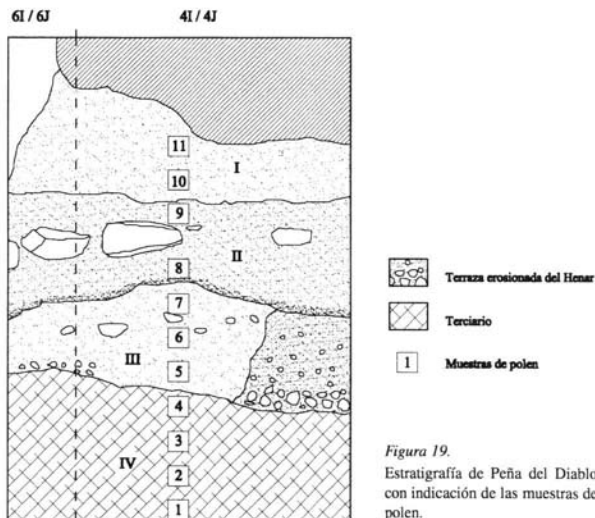 6I / 6J
4I / 4J
11
I
10
9
II
8
7
6
III
5
4
3
IV
2
1
Terraza erosionada del Henar
Terciario
1
Muestras de polen
Figura 19.
Estratigrafía de Peña del Diablo
con indicación de las muestras de
polen.